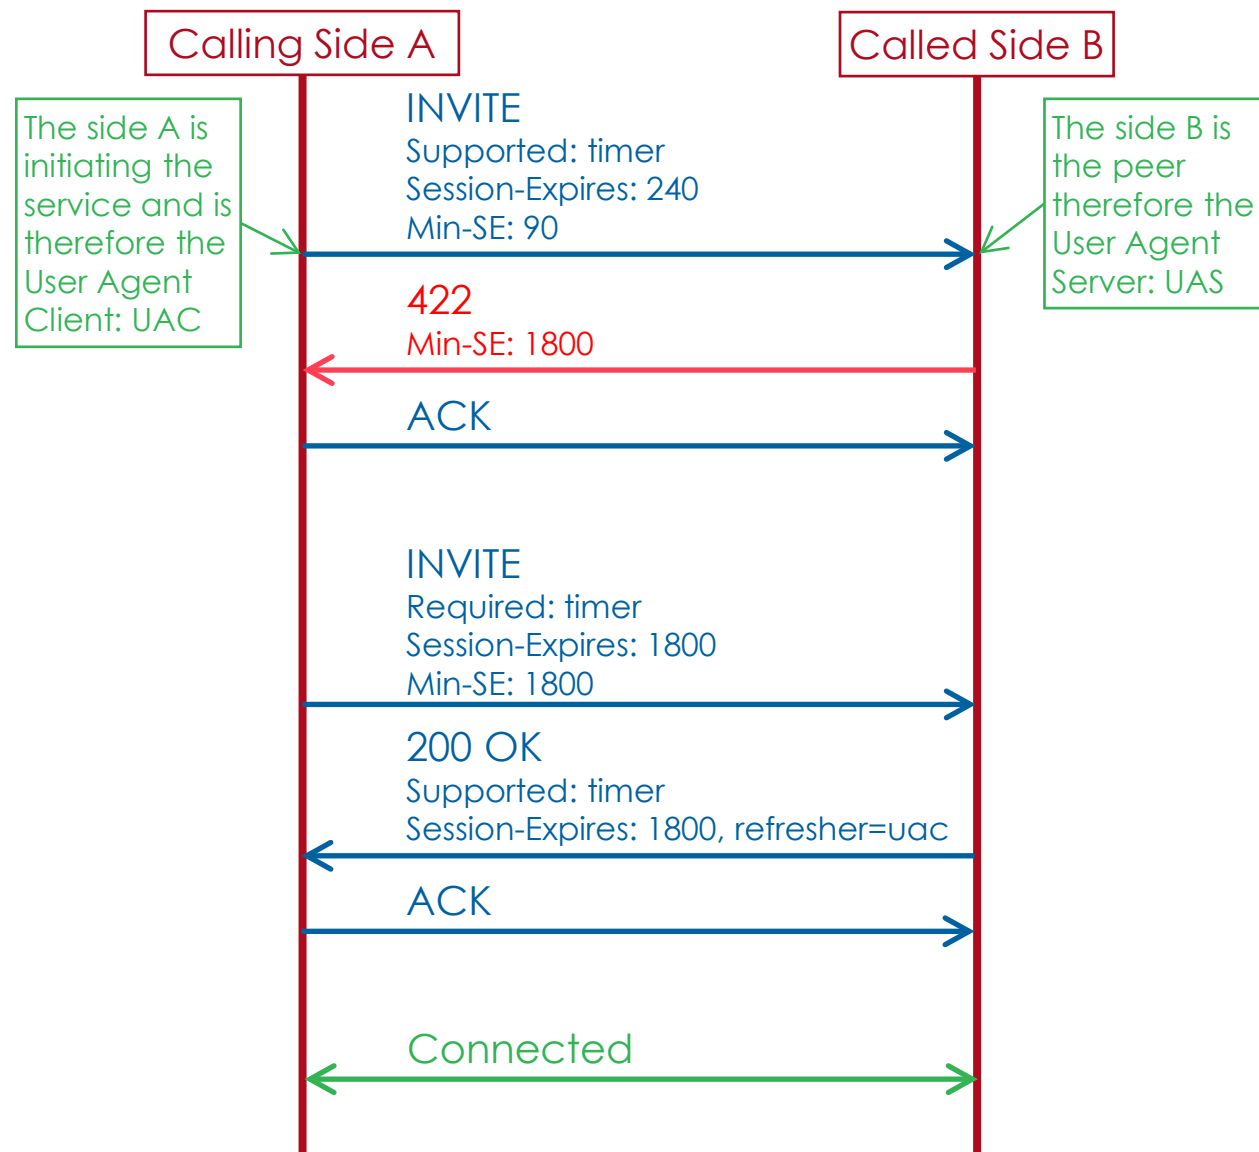 Calling Side A
Called Side B
The side A is
initiating the
service and is
therefore the
User Agent
Client: UAC
INVITE
Supported: timer
Session-Expires: 240
Min-SE: 90
The side B is
the peer
therefore the
User Agent
Server: UAS
422
Min-SE: 1800
ACK
INVITE
Required: timer
Session-Expires: 1800
Min-SE: 1800
200 OK
Supported: timer
Session-Expires: 1800, refresher=uac
ACK
Connected